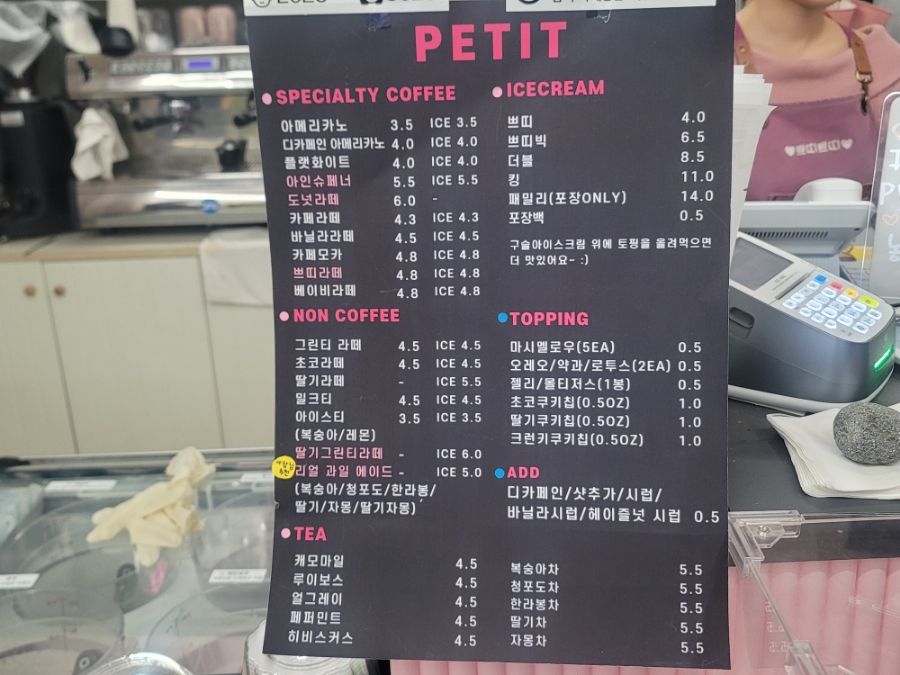 PETIT
SPECIALTY COFFEE
아메리카노 3.5 ICE 3.5
디카페인 아메리카노 4.0 ICE 4.0
플랫화이트 4.0 ICE 4.0
아인슈페너 5.5 ICE 5.5
도넛라떼 6.0 -
카페라떼 4.3 ICE 4.3
바닐라라떼 4.5 ICE 4.5
카페모카 4.8 ICE 4.8
쁘띠라떼 4.8 ICE 4.8
베이비라떼 4.8 ICE 4.8
NON COFFEE
그린티 라떼 4.5 ICE 4.5
초코라떼 4.5 ICE 4.5
딸기라떼 - ICE 5.5
밀크티 4.5 ICE 4.5
아이스티 3.5 ICE 3.5
(복숭아/레몬)
딸기그린티라떼 - ICE 6.0
리얼 과일 에이드 - ICE 5.0
(복숭아/청포도/한라봉/
딸기/자몽/딸기자몽)
TEA
캐모마일 4.5
루이보스 4.5
얼그레이 4.5
페퍼민트 4.5
히비스커스 4.5
ICECREAM
쁘띠 4.0
쁘띠빅 6.5
더블 8.5
킹 11.0
패밀리(포장ONLY) 14.0
포장백 0.5
구슬아이스크림 위에 토핑을 올려먹으면
더 맛있어요~ :)
TOPPING
마시멜로우(5EA) 0.5
오레오/약과/로투스(2EA) 0.5
젤리/몰티저스(1봉) 0.5
초코쿠키칩(0.5OZ) 1.0
딸기쿠키칩(0.5OZ) 1.0
크런키쿠키칩(0.5OZ) 1.0
ADD
디카페인/샷추가/시럽/
바닐라시럽/헤이즐넛 시럽 0.5
복숭아차 5.5
청포도차 5.5
한라봉차 5.5
딸기차 5.5
자몽차 5.5